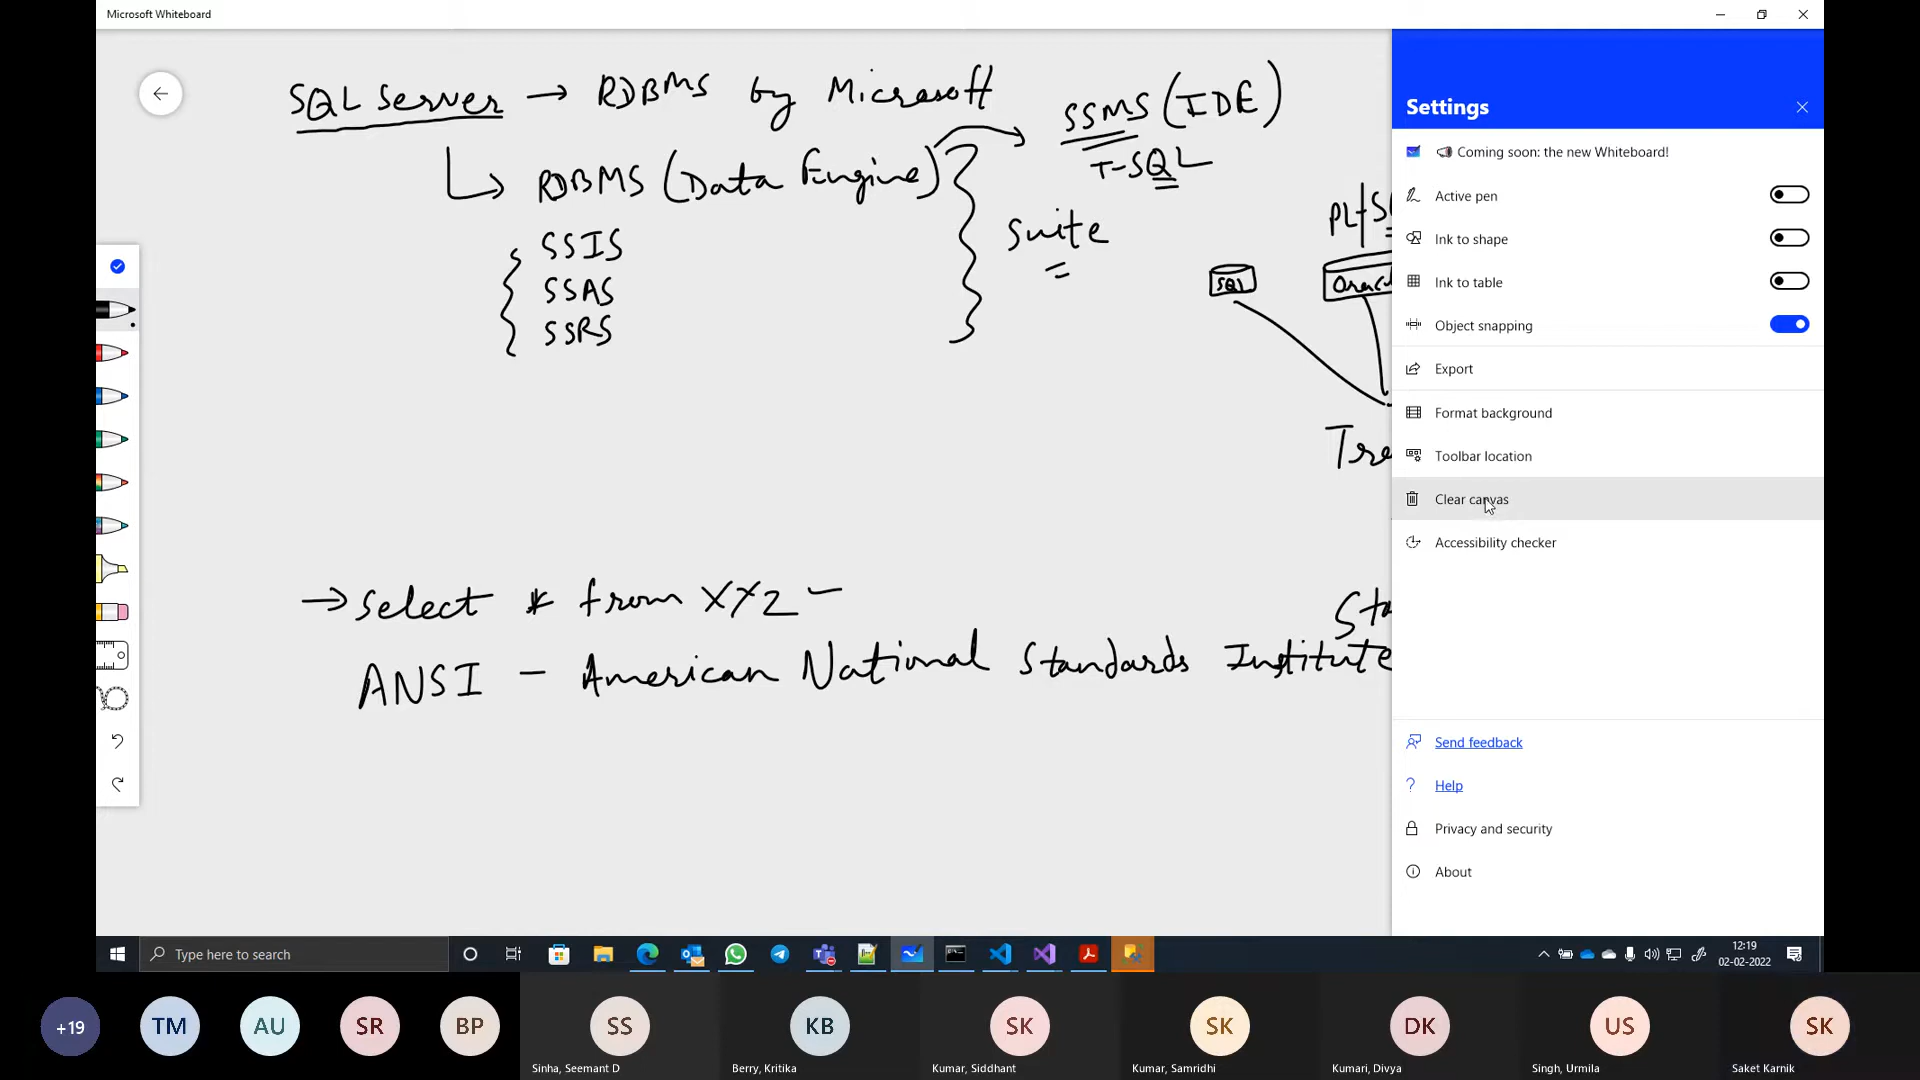 Microsoft Whiteboard
SQL Server → RDBMS by Microsoft
SSMS (IDE)
T-SQL
RDBMS (Data Engine)
SSIS
SSAS
SSRS
Suite
SQL
→ Select * from XYZ
ANSI - American National Standards Institute
Settings
Coming soon: the new Whiteboard!
Active pen
Ink to shape
Ink to table
Object snapping
Export
Format background
Toolbar location
Clear canvas
Accessibility checker
Send feedback
Help
Privacy and security
About
Type here to search
12:19
02-02-2022
+19
TM
AU
SR
BP
SS
KB
SK
SK
DK
US
SK
Sinha, Seemant D
Berry, Kritika
Kumar, Siddhant
Kumar, Samridhi
Kumari, Divya
Singh, Urmila
Saket Karnik